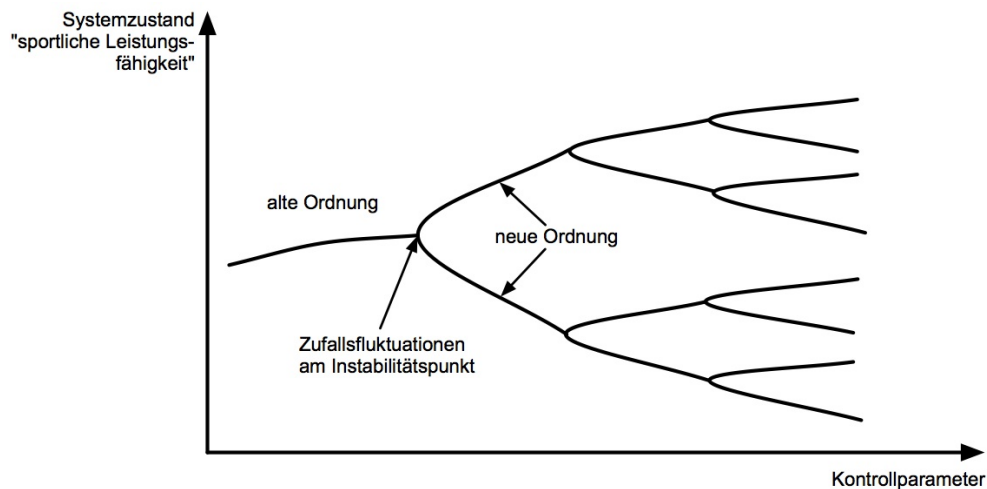 Systemzustand
"sportliche Leistungs-
fähigkeit"
alte Ordnung
neue Ordnung
Zufallsfluktuationen
am Instabilitätspunkt
Kontrollparameter